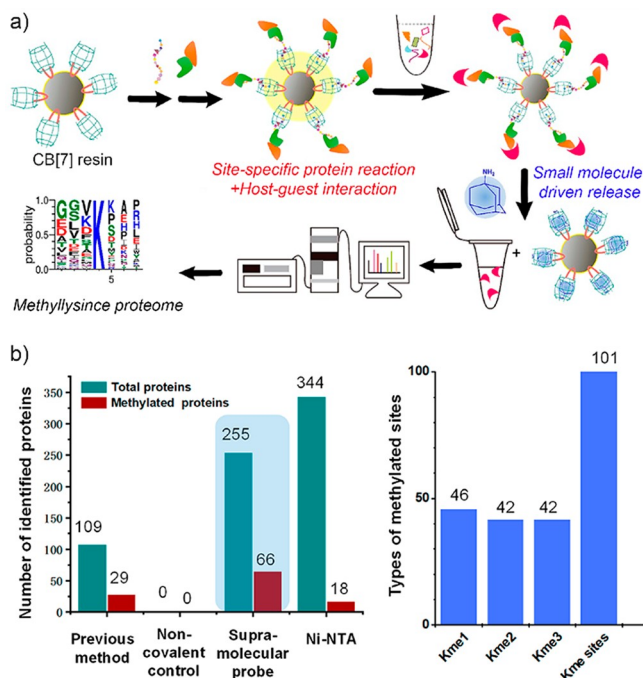 a)
CB[7] resin
Site-specific protein reaction
+Host-guest interaction
Small molecule
driven release
NH₂
+
probability
1.0
0.5
0.0
5
Methyllysince proteome
b)
Number of identified proteins
350
300
250
200
150
100
50
25
0
Total proteins
Methylated proteins
109
29
0
0
255
66
344
18
Previous
method
Non-
covalent
control
Supra-
molecular
probe
Ni-NTA
Types of methylated sites
100
50
0
46
42
42
101
Kme1
Kme2
Kme3
Kme sites